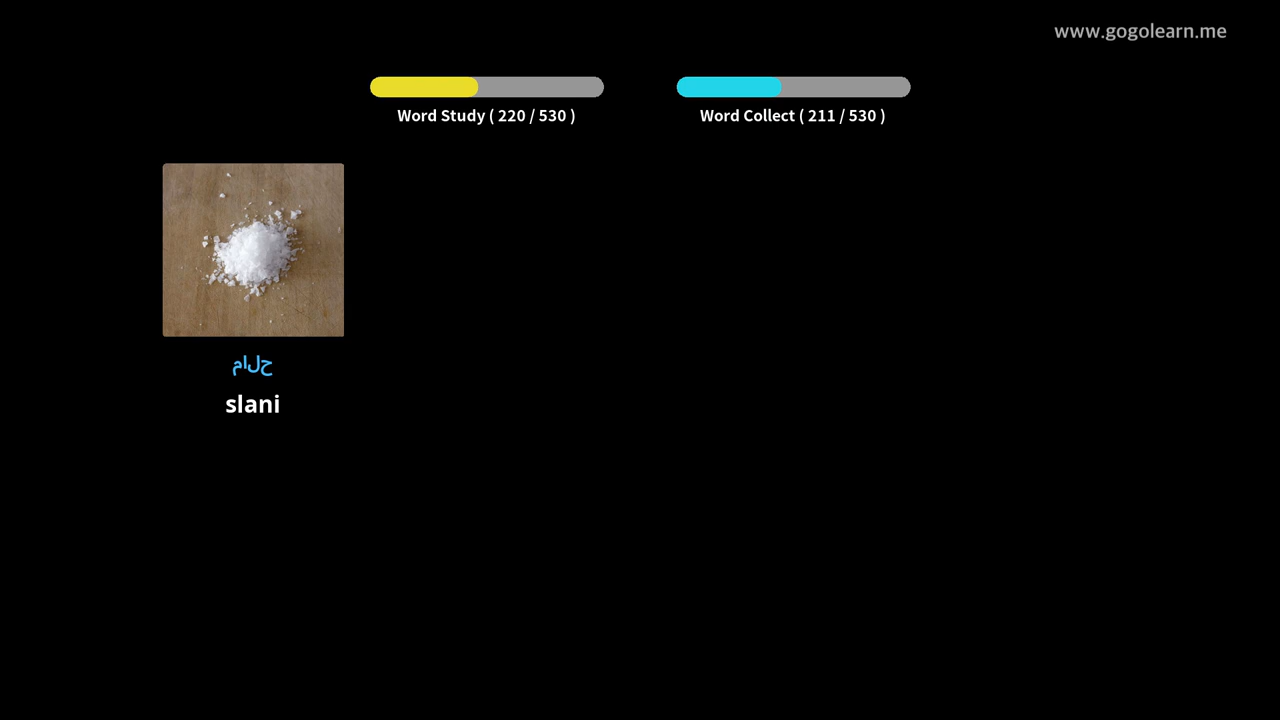 www.gogolearn.me
Word Study ( 220 / 530 )
Word Collect ( 211 / 530 )
حلام
slani